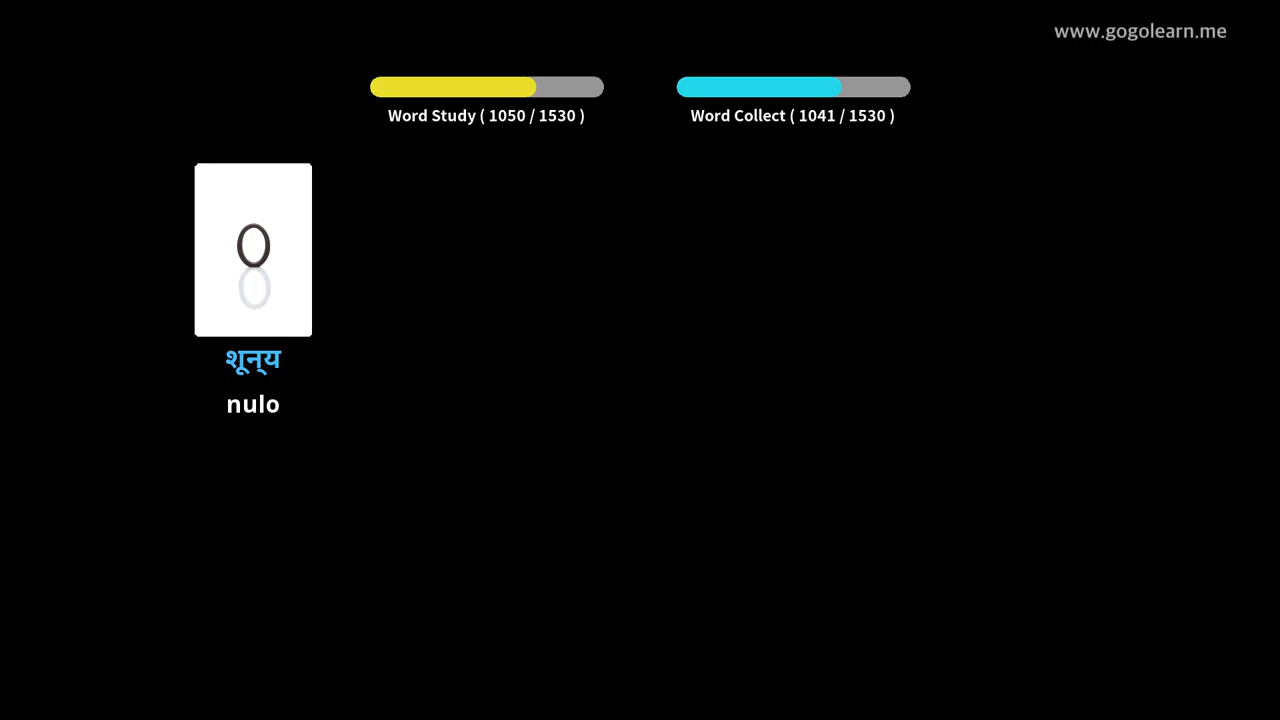 www.gogolearn.me
Word Study ( 1050 / 1530 )
Word Collect ( 1041 / 1530 )
0
शून्य
nulo